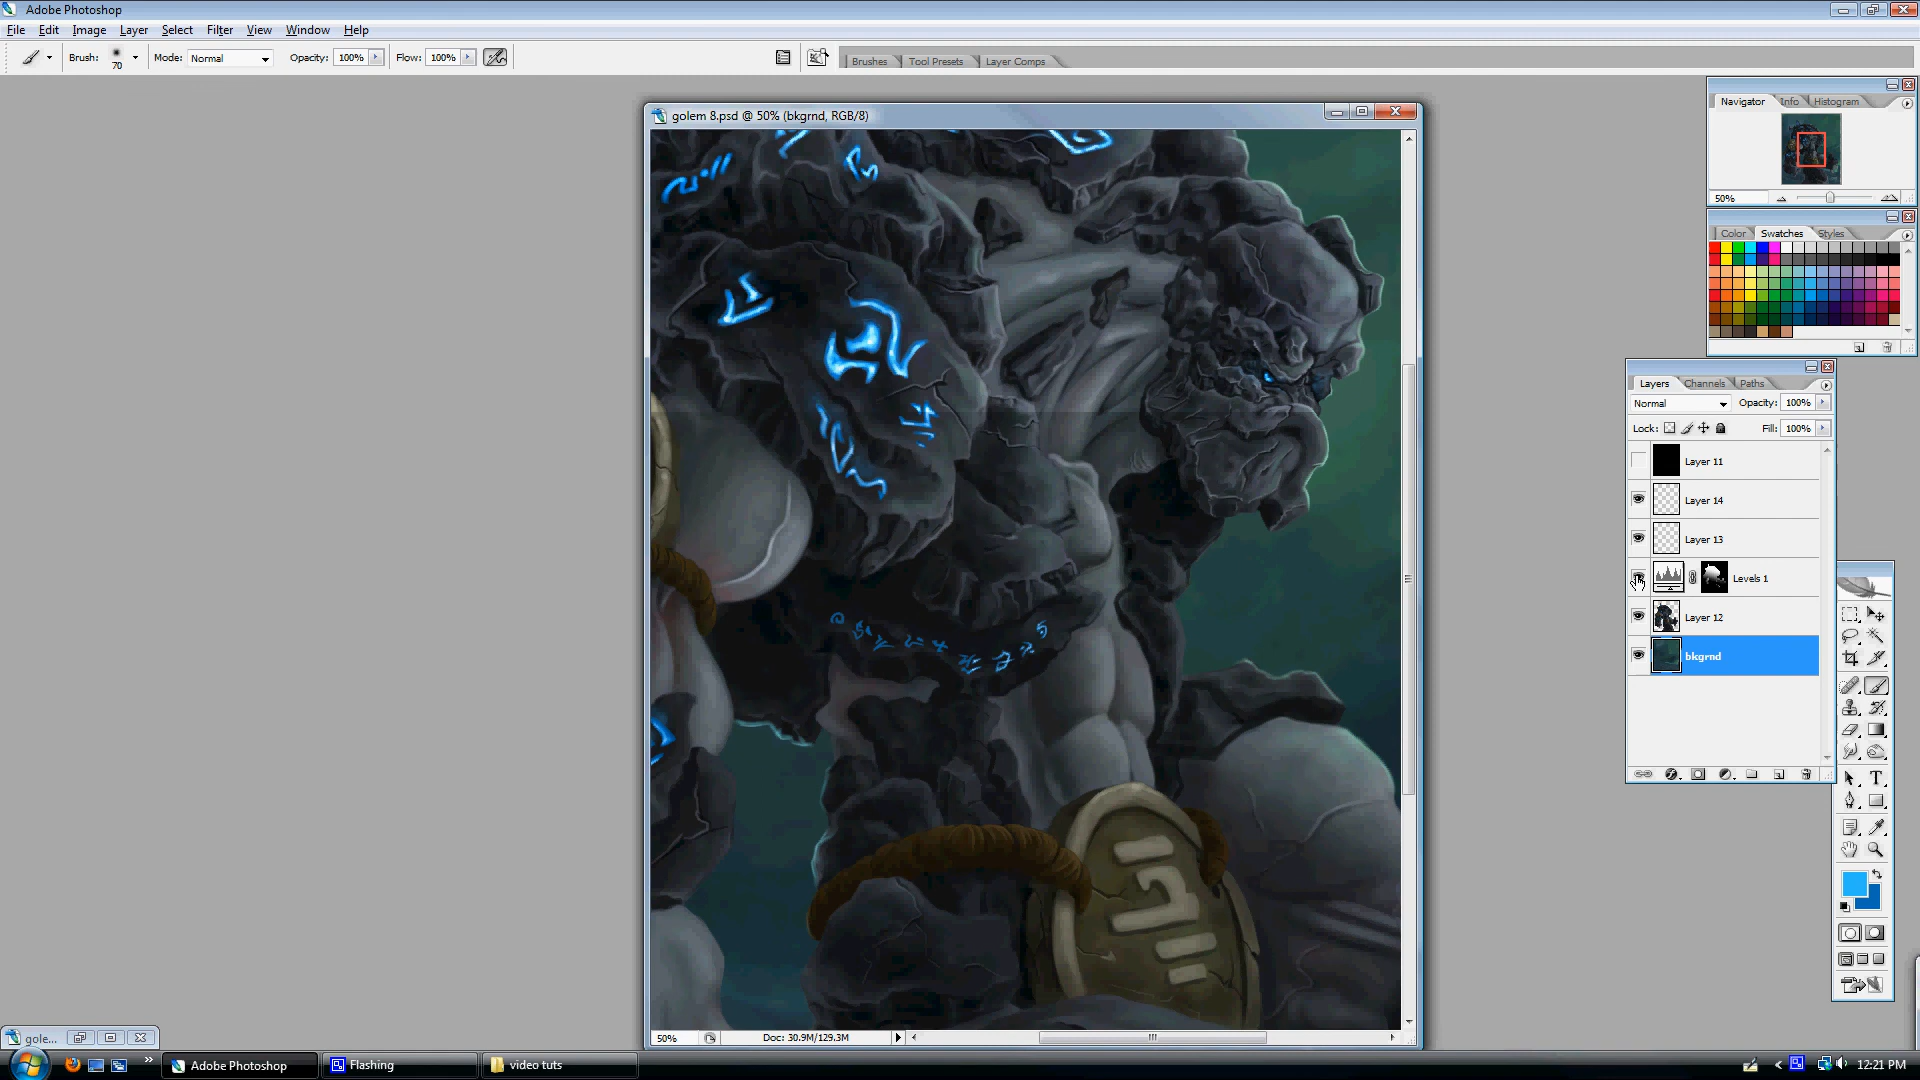 Adobe Photoshop
File Edit Image Layer Select Filter View Window Help
Brush: 70 Mode: Normal Opacity: 100% Flow: 100% Brushes Tool Presets Layer Comps
golem 8.psd @ 50% (bkgrnd, RGB/8)
Navigator Info Histogram
50%
Color Swatches Styles
Layers Channels Paths
Normal Opacity: 100%
Lock: Fill: 100%
Layer 11
Layer 14
Layer 13
Levels 1
Layer 12
bkgrnd
T
50% Doc: 30.9M/129.3M
gole...
Adobe Photoshop Flashing video tuts 12:21 PM